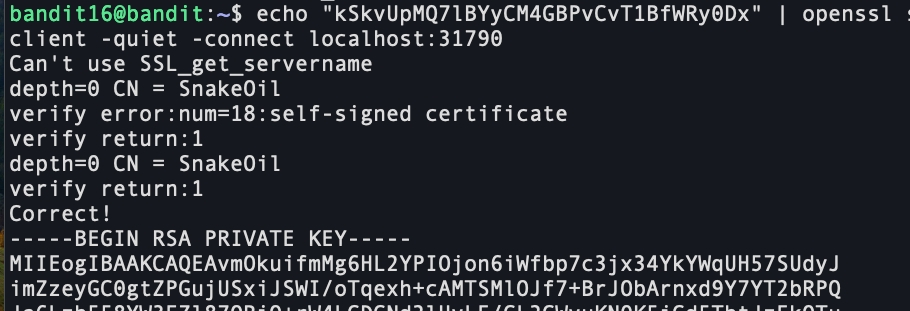 bandit16@bandit:~$ echo "kSkvUpMQ7lBYyCM4GBPvCvT1BfWRy0Dx" | openssl s
client -quiet -connect localhost:31790
Can't use SSL_get_servername
depth=0 CN = SnakeOil
verify error:num=18:self-signed certificate
verify return:1
depth=0 CN = SnakeOil
verify return:1
Correct!
-----BEGIN RSA PRIVATE KEY-----
MIIEogIBAAKCAQEAvmOkuifmMg6HL2YPIOjon6iWfbp7c3jx34YkYWqUH57SUdyJ
imZzeyGC0gtZPGujUSxiJSWI/oTqexh+cAMTSMlOJf7+BrJObArnxd9Y7YT2bRPQ